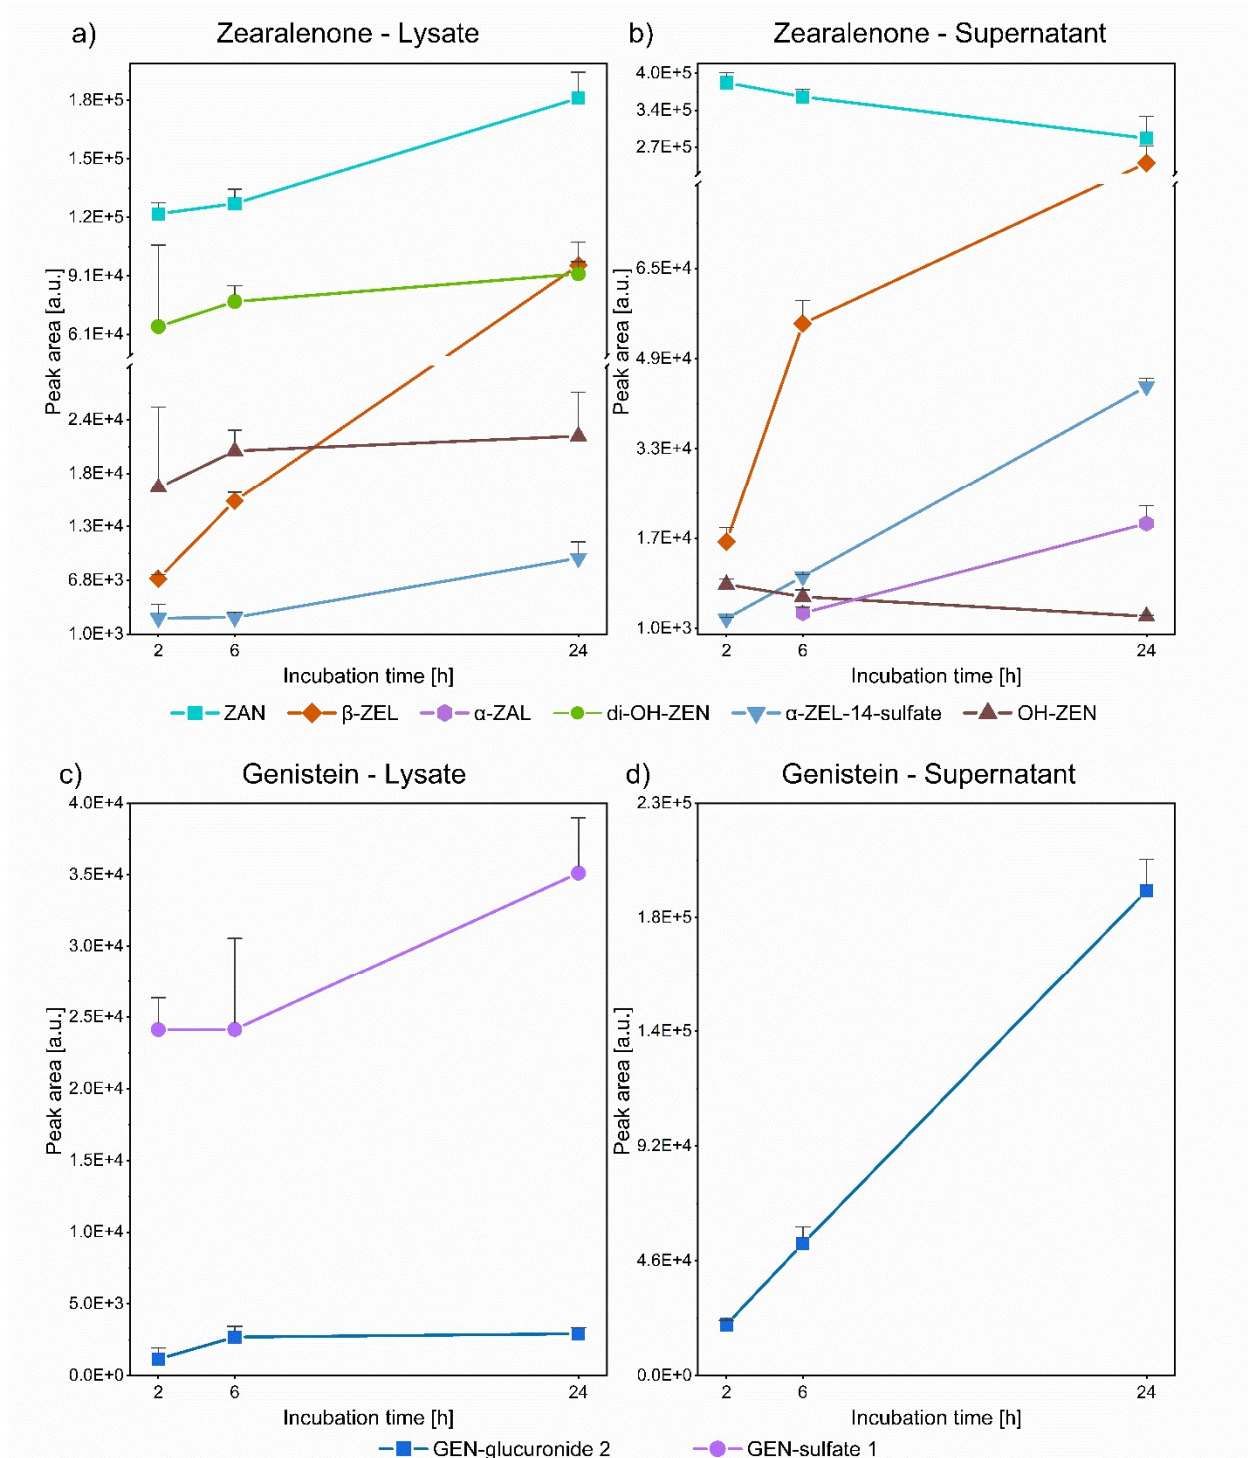 a) Zearalenone - Lysate
Peak area [a.u.]
1.8E+5
1.5E+5
1.2E+5
9.1E+4
6.1E+4
2.4E+4
1.8E+4
1.3E+4
6.8E+3
1.0E+3
2 6 24
Incubation time [h]
b) Zearalenone - Supernatant
Peak area [a.u.]
4.0E+5
3.4E+5
2.7E+5
6.5E+4
4.9E+4
3.3E+4
1.7E+4
1.0E+3
2 6 24
Incubation time [h]
ZAN β-ZEL α-ZAL di-OH-ZEN α-ZEL-14-sulfate OH-ZEN
c) Genistein - Lysate
Peak area [a.u.]
4.0E+4
3.5E+4
3.0E+4
2.5E+4
2.0E+4
1.5E+4
1.0E+4
5.0E+3
0.0E+0
2 6 24
Incubation time [h]
d) Genistein - Supernatant
Peak area [a.u.]
2.3E+5
1.8E+5
1.4E+5
9.2E+4
4.6E+4
0.0E+0
2 6 24
Incubation time [h]
GEN-glucuronide 2 GEN-sulfate 1